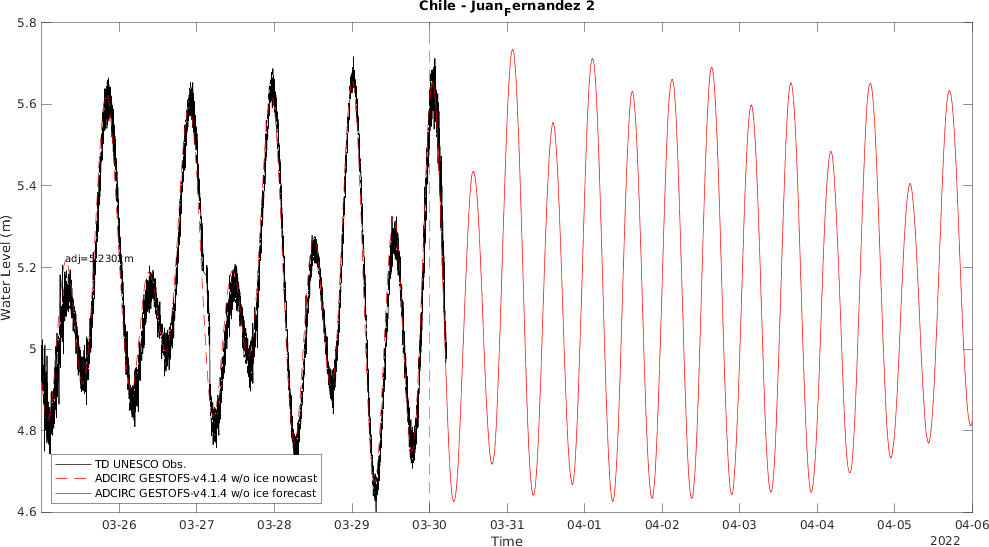 Chile - Juan_Fernandez 2
Water Level (m)
5.8
5.6
5.4
5.2
5
4.8
4.6
adj=5.2302m
TD UNESCO Obs.
ADCIRC GESTOFS-v4.1.4 w/o ice nowcast
ADCIRC GESTOFS-v4.1.4 w/o ice forecast
03-26 03-27 03-28 03-29 03-30 03-31 04-01 04-02 04-03 04-04 04-05 04-06
Time
2022